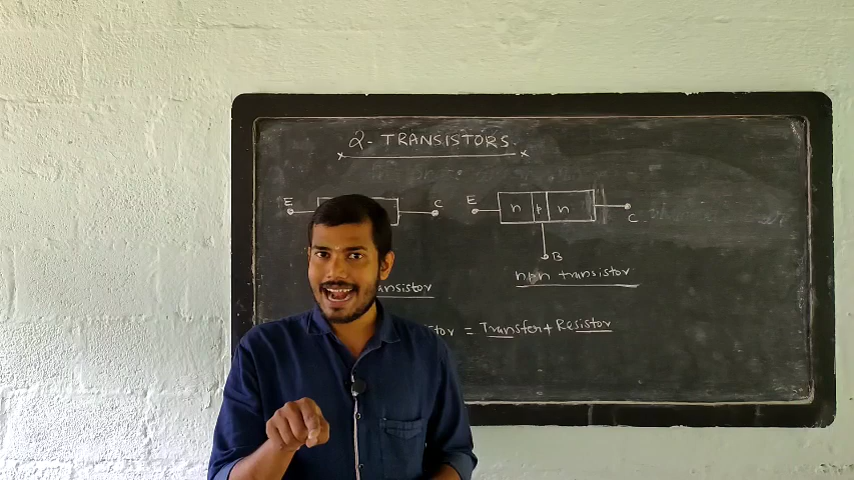 2- TRANSISTORS
E C E n p n C
B
npn transistor
= Transfer + Resistor